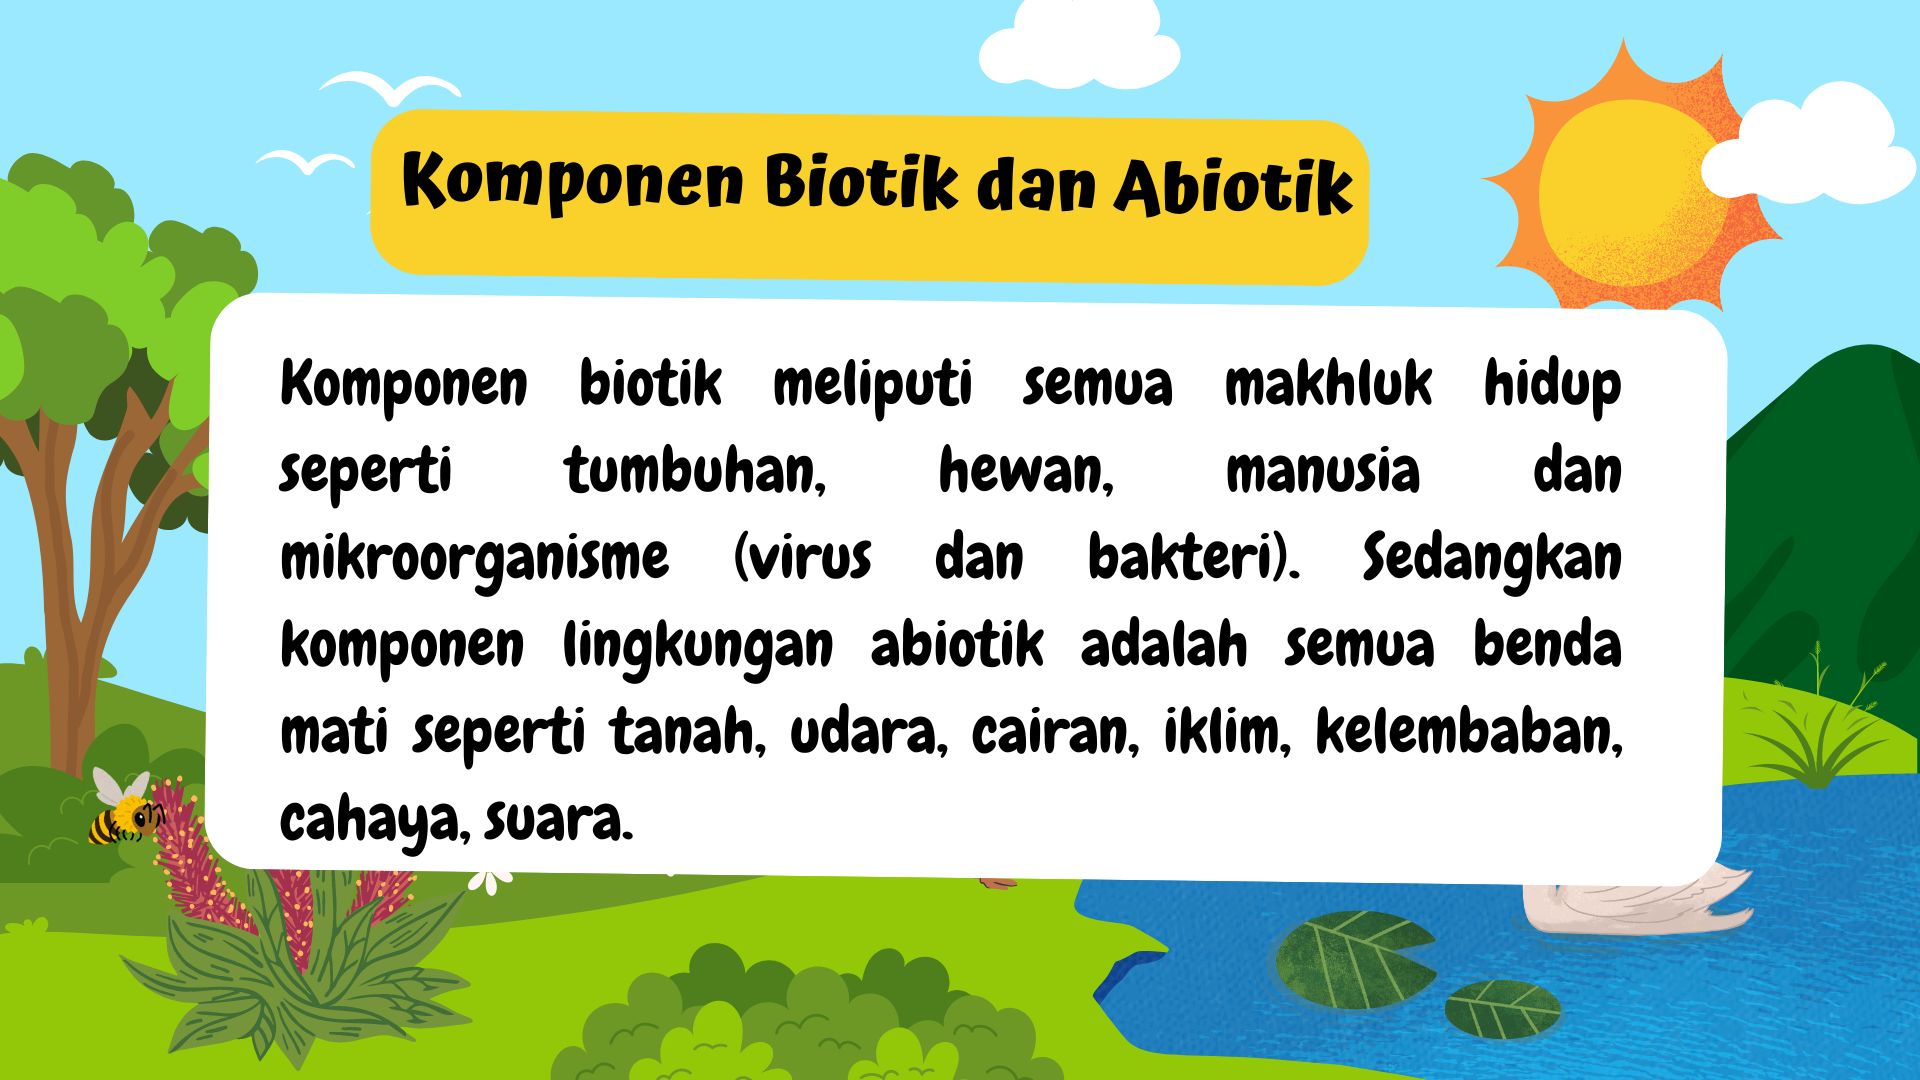 Komponen Biotik dan Abiotik
Komponen biotik meliputi semua makhluk hidup
seperti tumbuhan, hewan, manusia dan
mikroorganisme (virus dan bakteri). Sedangkan
komponen lingkungan abiotik adalah semua benda
mati seperti tanah, udara, cairan, iklim, kelembaban,
cahaya, suara.